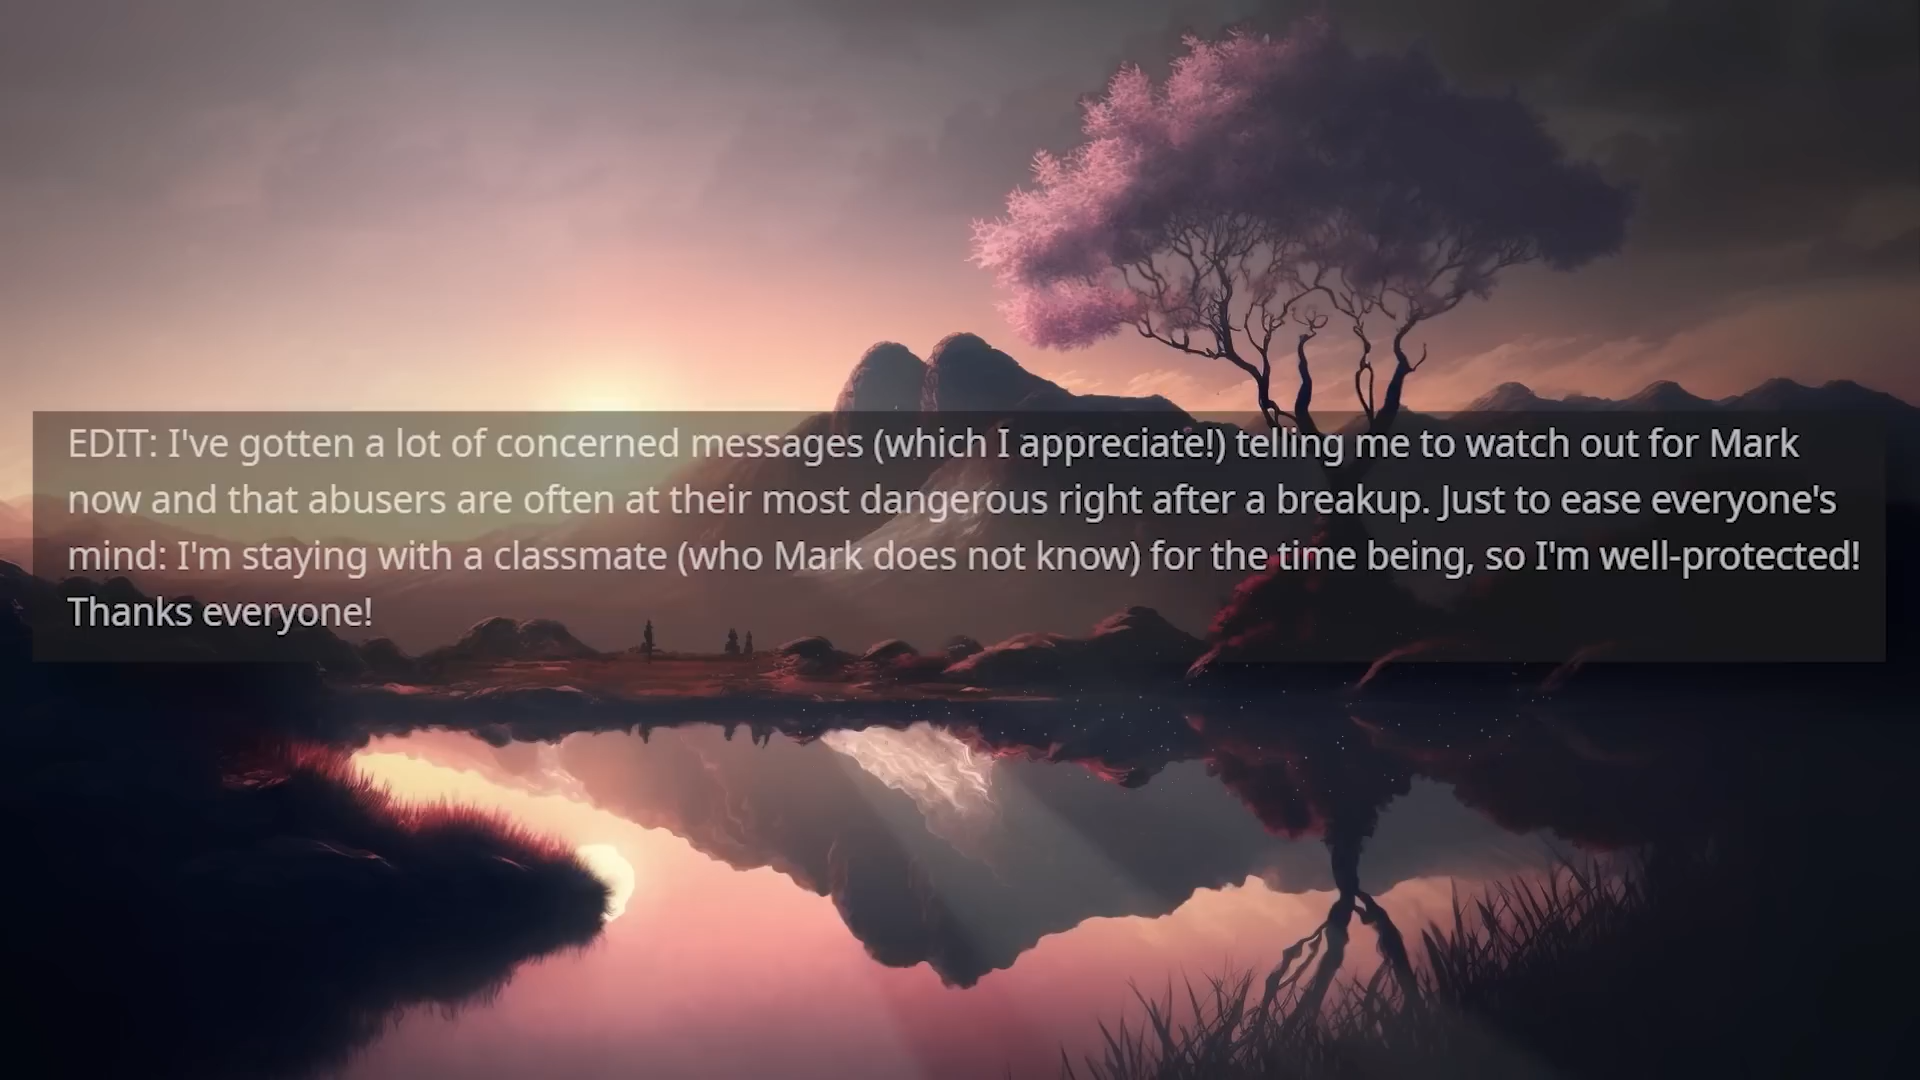 EDIT: I've gotten a lot of concerned messages (which I appreciate!) telling me to watch out for Mark
now and that abusers are often at their most dangerous right after a breakup. Just to ease everyone's
mind: I'm staying with a classmate (who Mark does not know) for the time being, so I'm well-protected!
Thanks everyone!